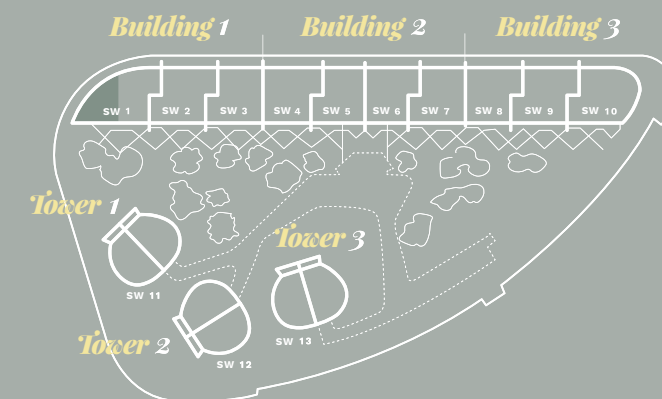 Building 1 Building 2 Building 3
SW 1 SW 2 SW 3 SW 4 SW 5 SW 6 SW 7 SW 8 SW 9 SW 10
Tower 1
Tower 3
SW 11
SW 13
Tower 2
SW 12